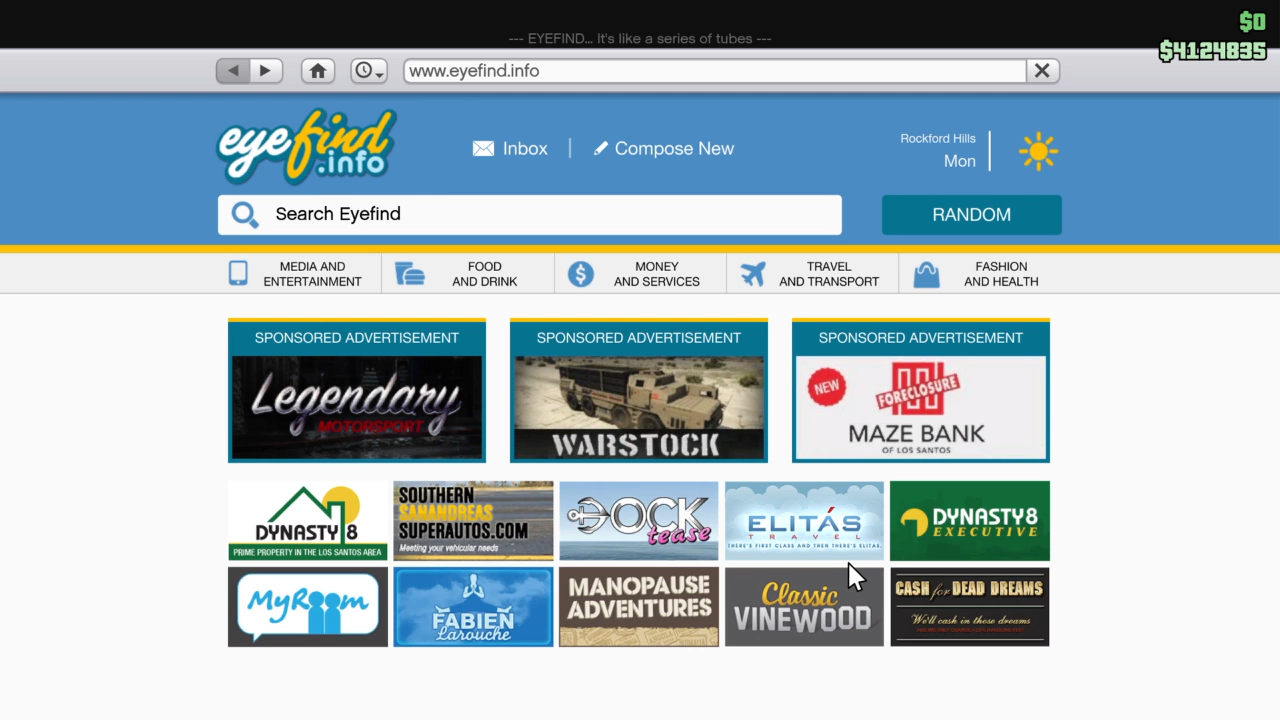 $0
--- EYEFIND... It's like a series of tubes ---
$4124835
www.eyefind.info
eyefind
.info
Inbox
Compose New
Rockford Hills
Mon
Search Eyefind
RANDOM
MEDIA AND
ENTERTAINMENT
FOOD
AND DRINK
MONEY
AND SERVICES
TRAVEL
AND TRANSPORT
FASHION
AND HEALTH
SPONSORED ADVERTISEMENT
Legendary
MOTORSPORT
SPONSORED ADVERTISEMENT
WARSTOCK
SPONSORED ADVERTISEMENT
NEW
FORECLOSURE
MAZE BANK
OF LOS SANTOS
DYNASTY 8
PRIME PROPERTY IN THE LOS SANTOS AREA
SOUTHERN
SANANDREAS
SUPERAUTOS.COM
Meeting your vehicular needs
DOCK
tease
ELITÁS
TRAVEL
THERE'S FIRST CLASS AND THEN THERE'S ELITAS.
DYNASTY 8
EXECUTIVE
MyRoom
FABIEN
Larouche
MANOPAUSE
ADVENTURES
Classic
VINEWOOD
CASH for DEAD DREAMS
We'll cash in those dreams